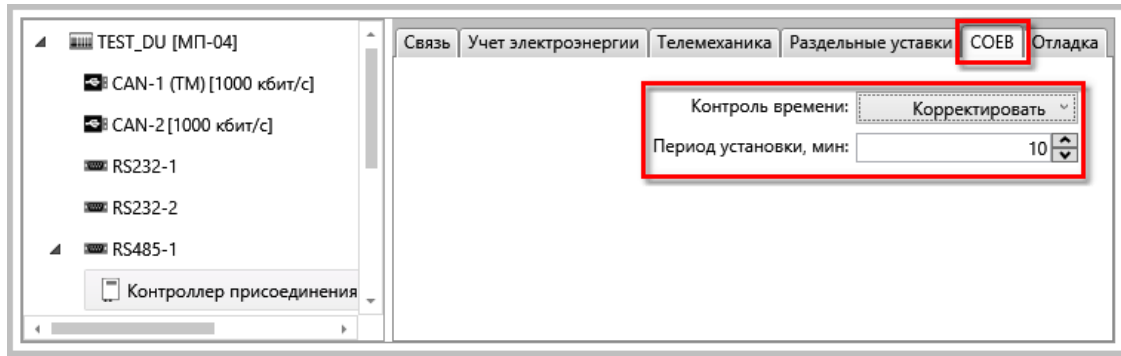 TEST_DU [МП-04]
CAN-1 (TM) [1000 кбит/с]
CAN-2 [1000 кбит/с]
RS232-1
RS232-2
RS485-1
Контроллер присоединения
Связь Учет электроэнергии Телемеханика Раздельные уставки СОЕВ Отладка
Контроль времени: Корректировать
Период установки, мин: 10